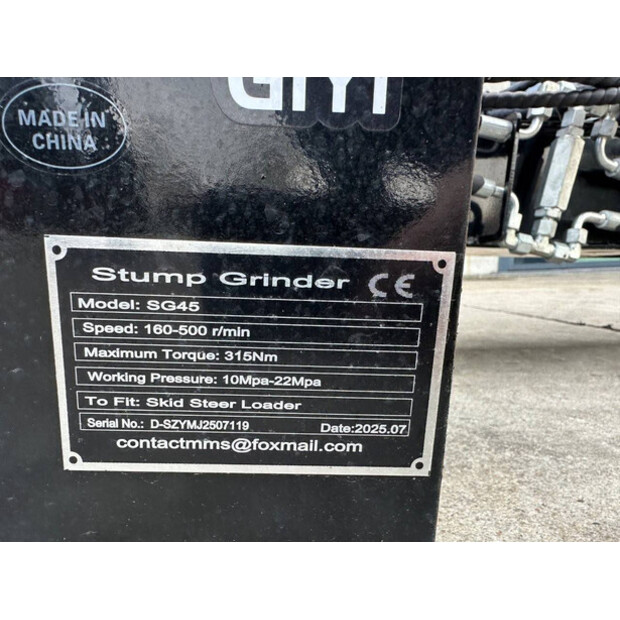 GIYI
MADE IN
CHINA
Stump Grinder CE
Model: SG45
Speed: 160-500 r/min
Maximum Torque: 315Nm
Working Pressure: 10Mpa-22Mpa
To Fit: Skid Steer Loader
Serial No.: D-SZYMJ2507119 Date:2025.07
contactmms@foxmail.com